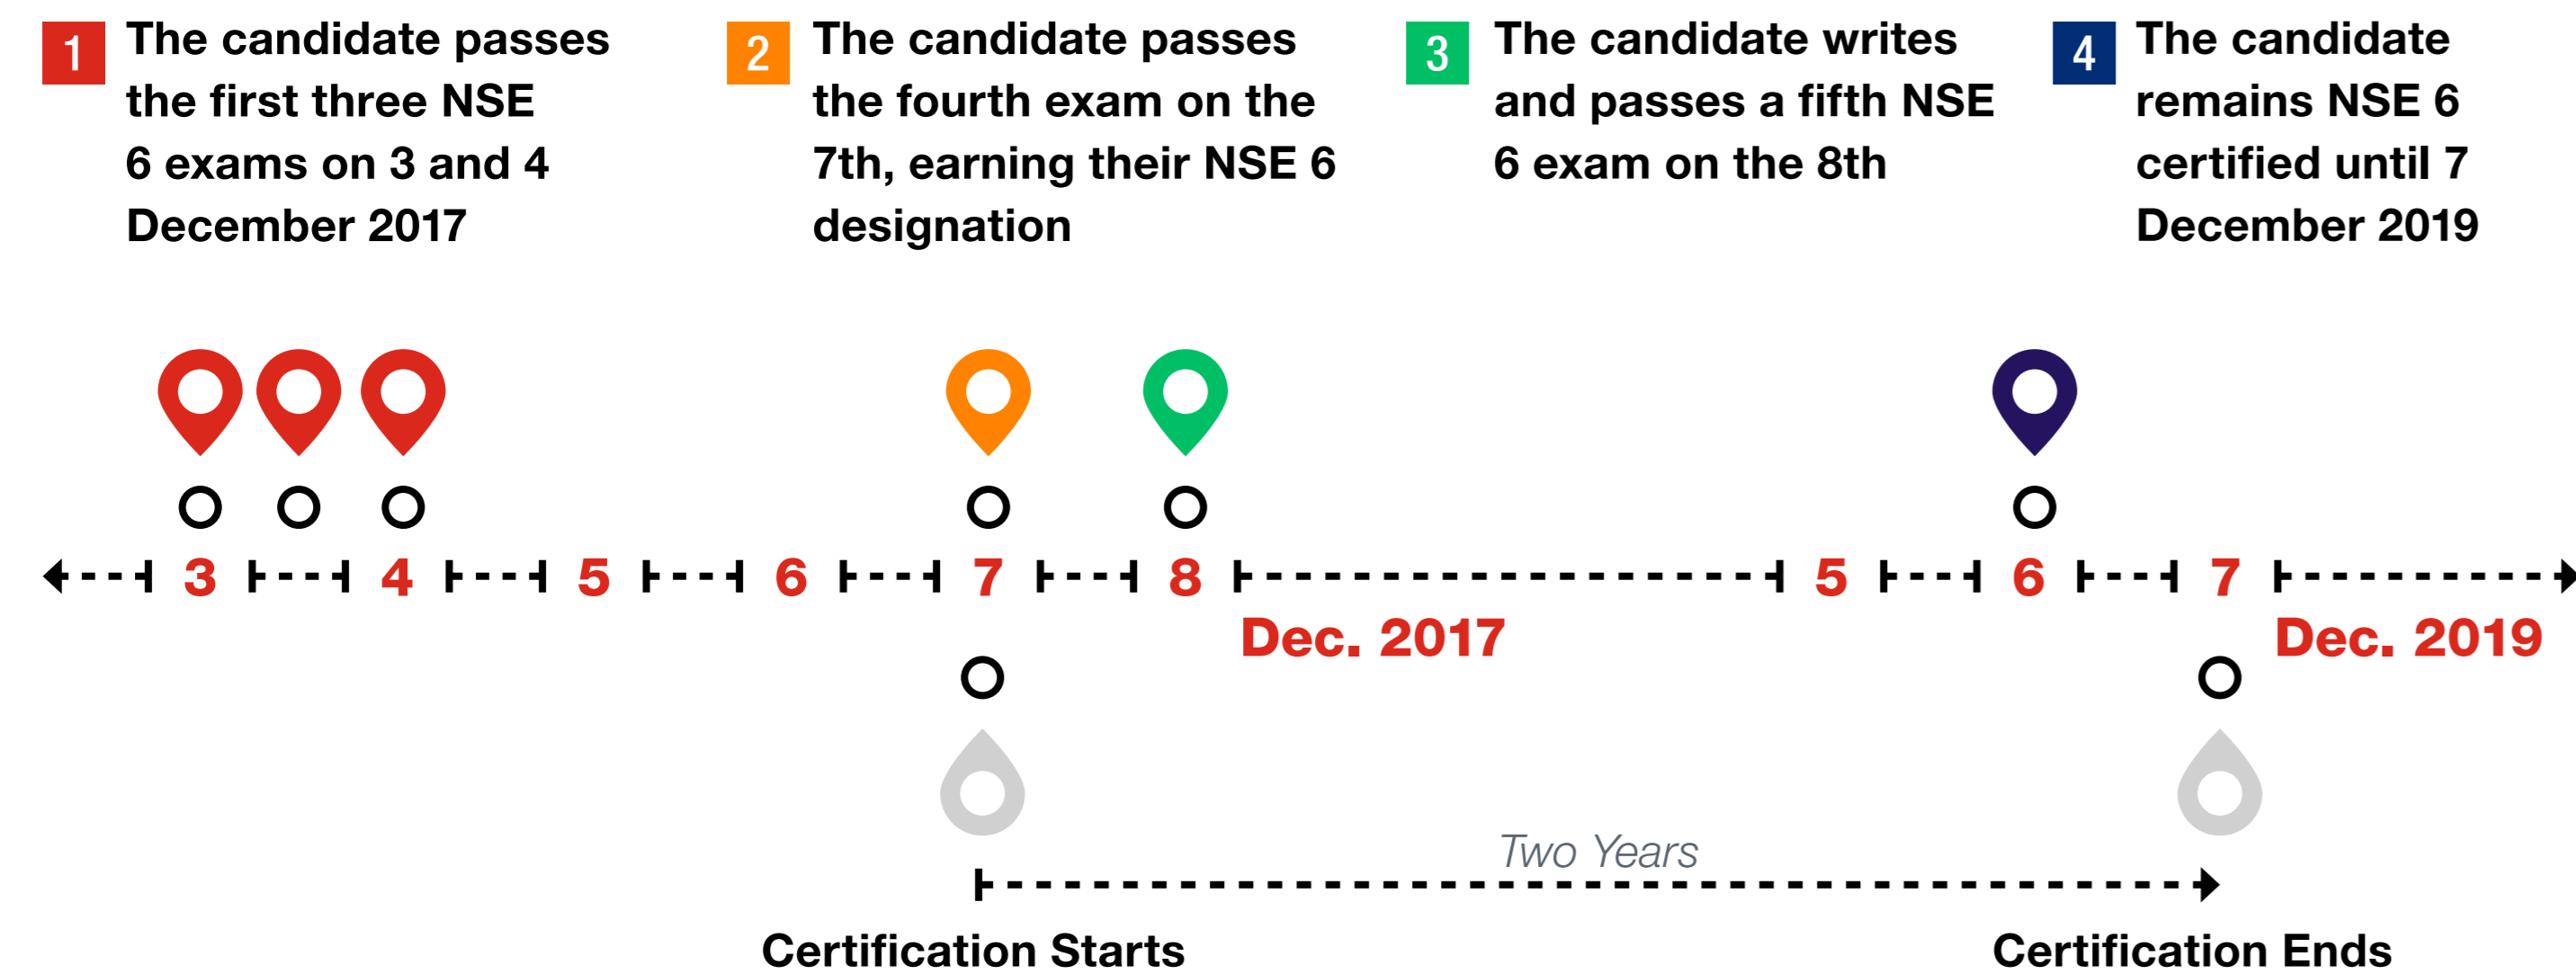 1
The candidate passes
the first three NSE
6 exams on 3 and 4
December 2017
2
The candidate passes
the fourth exam on the
7th, earning their NSE 6
designation
3
The candidate writes
and passes a fifth NSE
6 exam on the 8th
4
The candidate
remains NSE 6
certified until 7
December 2019
3 4 5 6 7 8 5 6 7
Dec. 2017 Dec. 2019
Two Years
Certification Starts Certification Ends